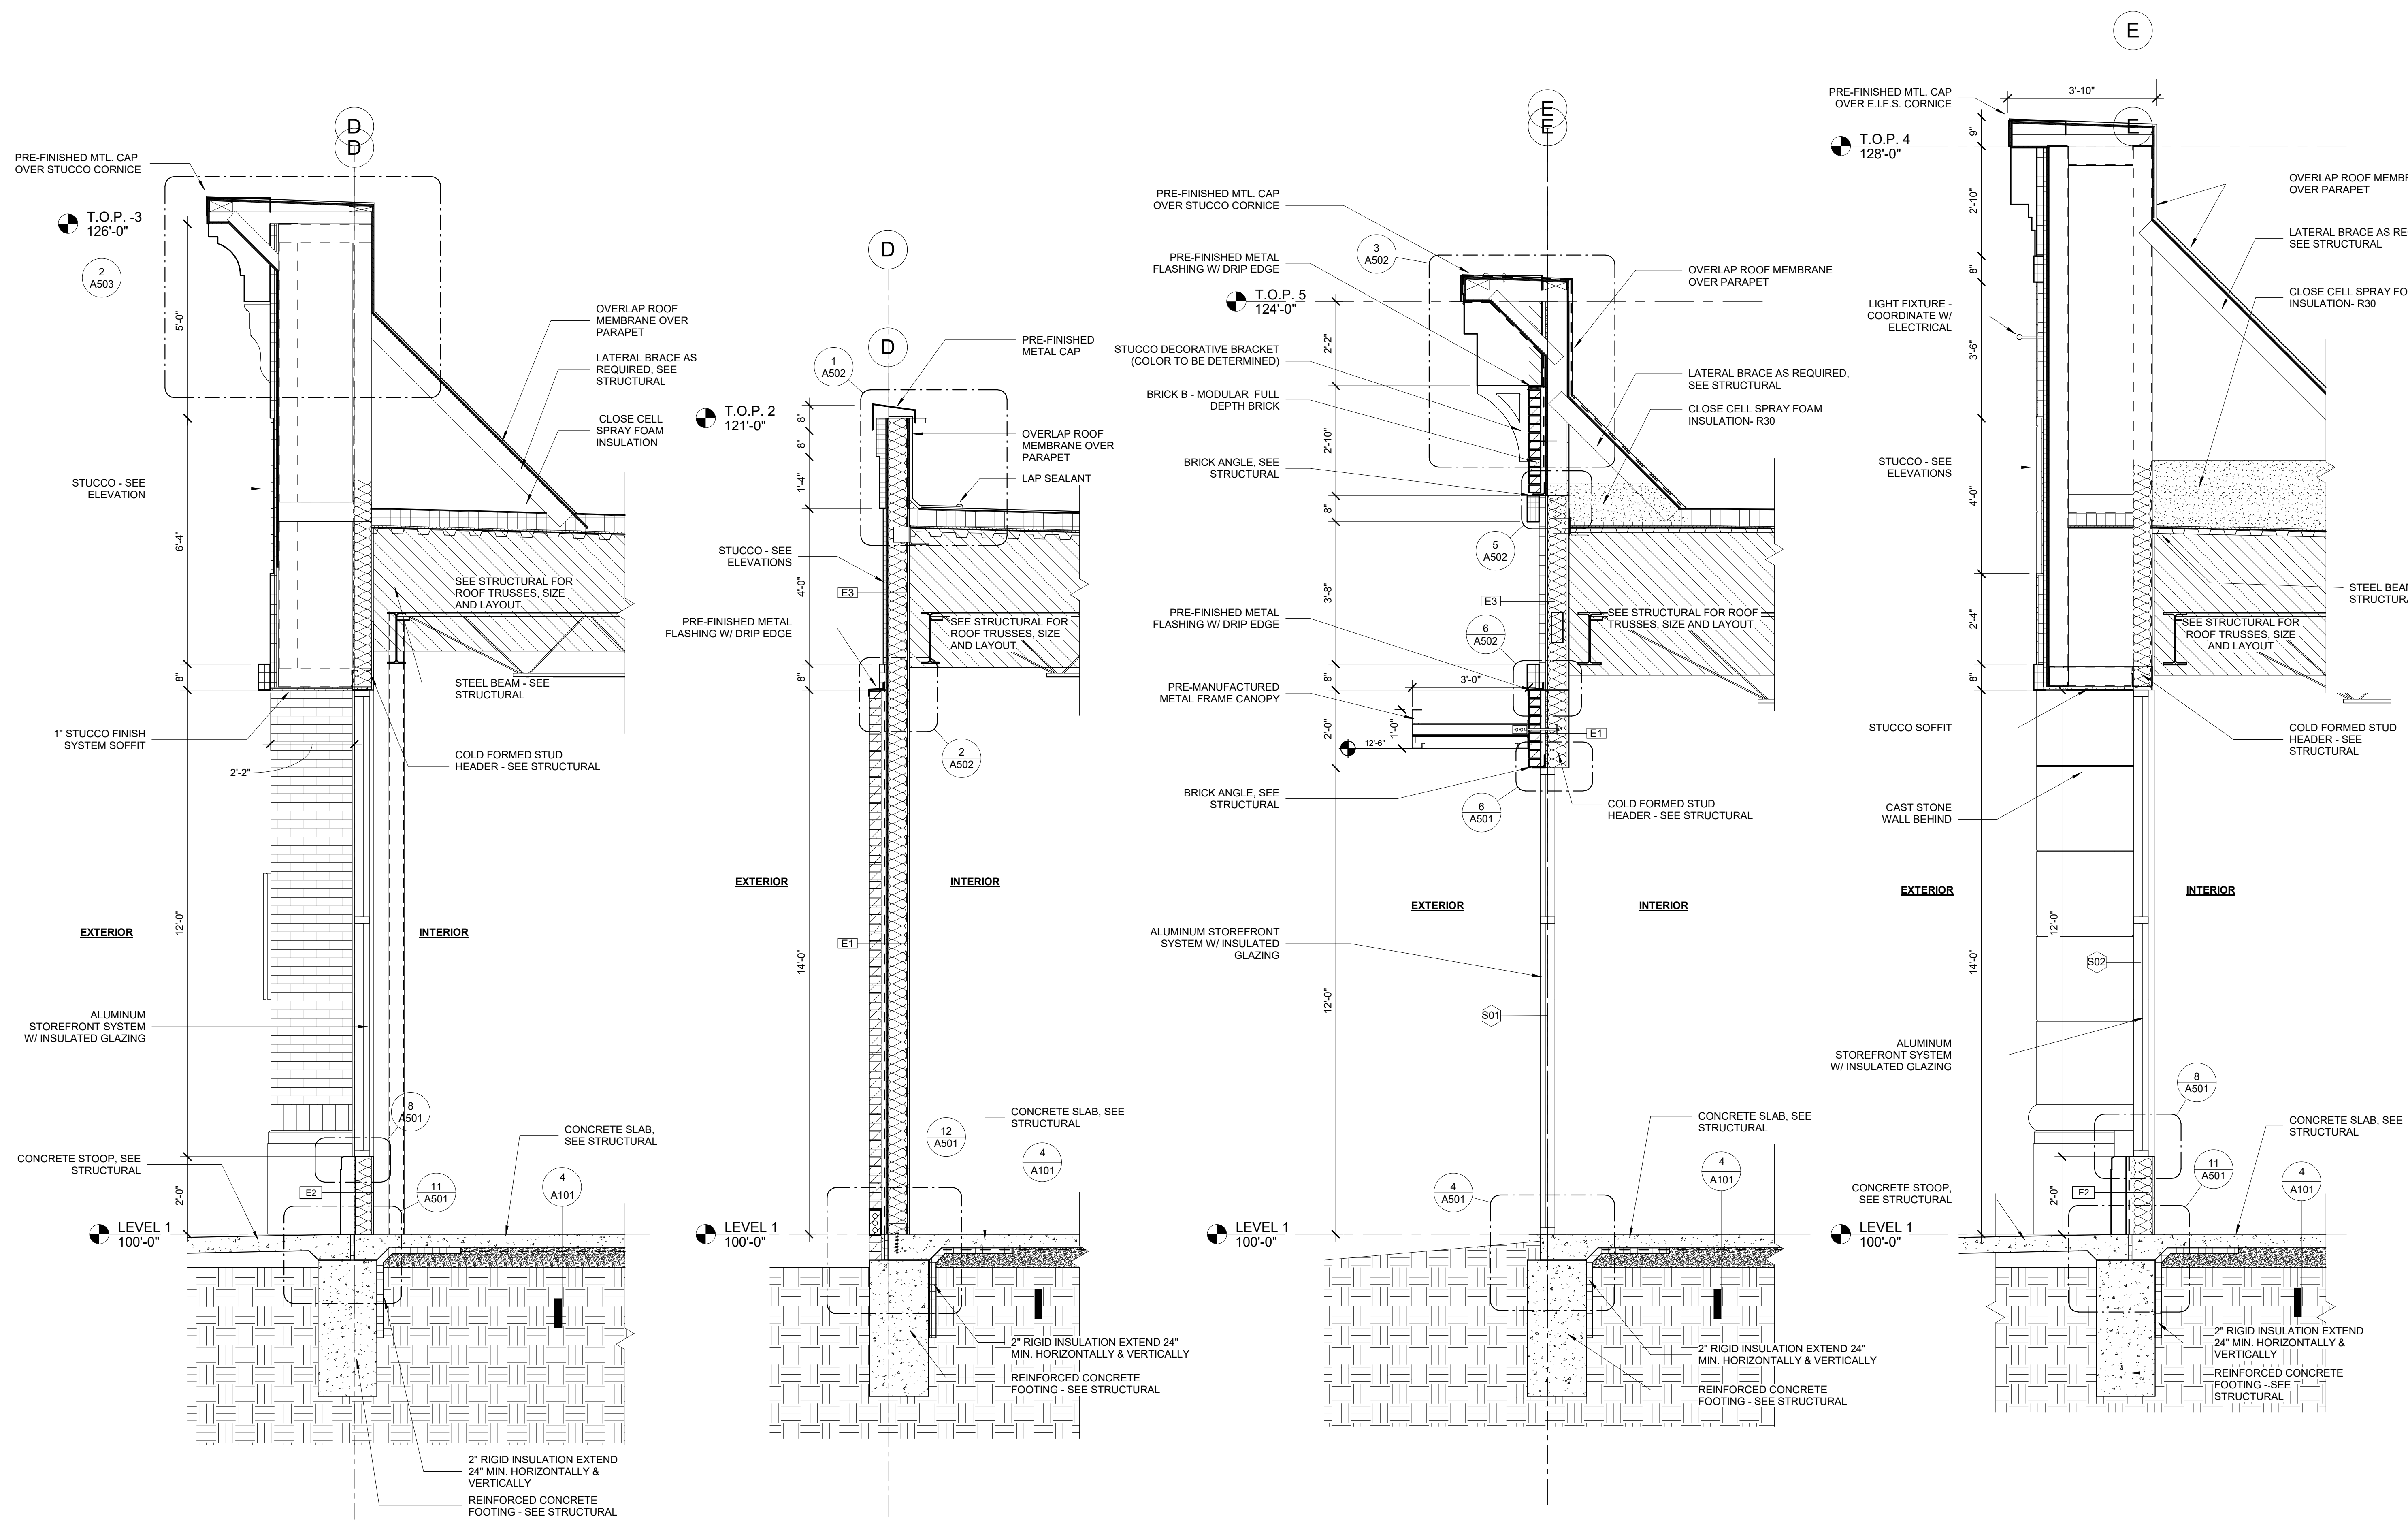 D
D
PRE-FINISHED MTL. CAP
OVER STUCCO CORNICE
T.O.P. -3
126'-0"
2
A503
5'-0"
OVERLAP ROOF
MEMBRANE OVER
PARAPET
LATERAL BRACE AS
REQUIRED, SEE
STRUCTURAL
CLOSE CELL
SPRAY FOAM
INSULATION
STUCCO - SEE
ELEVATION
6'-4"
SEE STRUCTURAL FOR
ROOF TRUSSES, SIZE
AND LAYOUT
8"
STEEL BEAM - SEE
STRUCTURAL
1" STUCCO FINISH
SYSTEM SOFFIT
2'-2"
COLD FORMED STUD
HEADER - SEE STRUCTURAL
12'-0"
EXTERIOR
INTERIOR
ALUMINUM
STOREFRONT SYSTEM
W/ INSULATED GLAZING
8
A501
CONCRETE SLAB,
SEE STRUCTURAL
CONCRETE STOOP, SEE
STRUCTURAL
2'-0"
E2
11
A501
4
A101
LEVEL 1
100'-0"
2" RIGID INSULATION EXTEND
24" MIN. HORIZONTALLY &
VERTICALLY
REINFORCED CONCRETE
FOOTING - SEE STRUCTURAL
D
D
PRE-FINISHED
METAL CAP
1
A502
T.O.P. 2
121'-0"
8"
8"
1'-4"
OVERLAP ROOF
MEMBRANE OVER
PARAPET
LAP SEALANT
STUCCO - SEE
ELEVATIONS
4'-0"
E3
PRE-FINISHED METAL
FLASHING W/ DRIP EDGE
SEE STRUCTURAL FOR
ROOF TRUSSES, SIZE
AND LAYOUT
8"
2
A502
EXTERIOR
INTERIOR
E1
14'-0"
12
A501
CONCRETE SLAB, SEE
STRUCTURAL
4
A101
LEVEL 1
100'-0"
2" RIGID INSULATION EXTEND 24"
MIN. HORIZONTALLY & VERTICALLY
REINFORCED CONCRETE
FOOTING - SEE STRUCTURAL
E
E
PRE-FINISHED MTL. CAP
OVER STUCCO CORNICE
3
A502
PRE-FINISHED METAL
FLASHING W/ DRIP EDGE
OVERLAP ROOF MEMBRANE
OVER PARAPET
T.O.P. 5
124'-0"
2'-2"
STUCCO DECORATIVE BRACKET
(COLOR TO BE DETERMINED)
LATERAL BRACE AS REQUIRED,
SEE STRUCTURAL
BRICK B - MODULAR FULL
DEPTH BRICK
CLOSE CELL SPRAY FOAM
INSULATION- R30
2'-10"
BRICK ANGLE, SEE
STRUCTURAL
8"
5
A502
E3
3'-8"
PRE-FINISHED METAL
FLASHING W/ DRIP EDGE
SEE STRUCTURAL FOR ROOF
TRUSSES, SIZE AND LAYOUT
6
A502
8"
3'-0"
PRE-MANUFACTURED
METAL FRAME CANOPY
1'-0"
2'-0"
12'-6"
E1
BRICK ANGLE, SEE
STRUCTURAL
6
A501
COLD FORMED STUD
HEADER - SEE STRUCTURAL
EXTERIOR
INTERIOR
ALUMINUM STOREFRONT
SYSTEM W/ INSULATED
GLAZING
12'-0"
S01
CONCRETE SLAB, SEE
STRUCTURAL
4
A501
4
A101
LEVEL 1
100'-0"
2" RIGID INSULATION EXTEND 24"
MIN. HORIZONTALLY & VERTICALLY
REINFORCED CONCRETE
FOOTING - SEE STRUCTURAL
E
E
3'-10"
PRE-FINISHED MTL. CAP
OVER E.I.F.S. CORNICE
9"
T.O.P. 4
128'-0"
2'-10"
OVERLAP ROOF MEMBR
OVER PARAPET
LATERAL BRACE AS RE
SEE STRUCTURAL
8"
CLOSE CELL SPRAY FO
INSULATION- R30
LIGHT FIXTURE -
COORDINATE W/
ELECTRICAL
3'-6"
STUCCO - SEE
ELEVATIONS
4'-0"
STEEL BEA
STRUCTUR
2'-4"
SEE STRUCTURAL FOR
ROOF TRUSSES, SIZE
AND LAYOUT
8"
STUCCO SOFFIT
COLD FORMED STUD
HEADER - SEE
STRUCTURAL
CAST STONE
WALL BEHIND
EXTERIOR
INTERIOR
12'-0"
14'-0"
S02
ALUMINUM
STOREFRONT SYSTEM
W/ INSULATED GLAZING
8
A501
CONCRETE SLAB, SEE
STRUCTURAL
11
A501
4
A101
CONCRETE STOOP,
SEE STRUCTURAL
2'-0"
E2
LEVEL 1
100'-0"
2" RIGID INSULATION EXTEND
24" MIN. HORIZONTALLY &
VERTICALLY
REINFORCED CONCRETE
FOOTING - SEE
STRUCTURAL